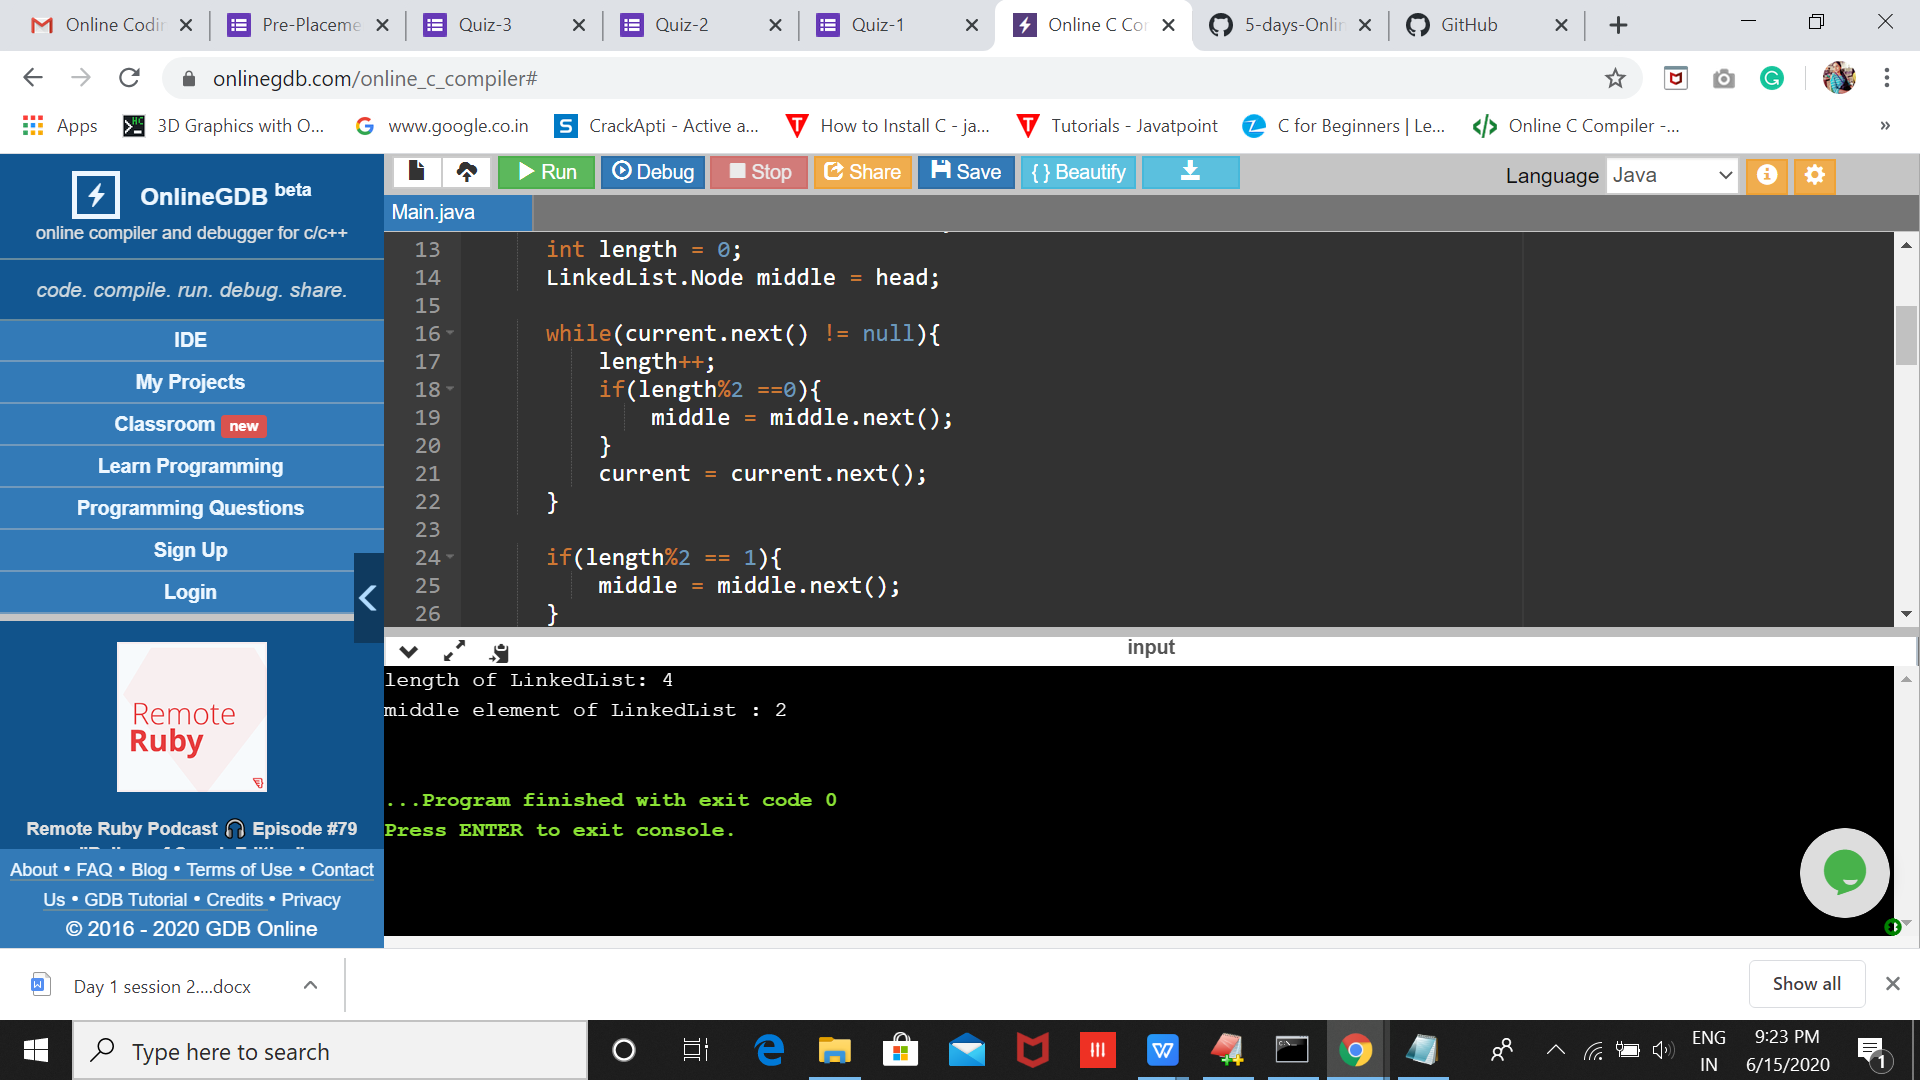 Online Codin
Pre-Placeme
Quiz-3
Quiz-2
Quiz-1
Online C Co
5-days-Onlin
GitHub
onlinegdb.com/online_c_compiler#
Apps
3D Graphics with O...
www.google.co.in
CrackApti - Active a...
How to Install C - ja...
Tutorials - Javatpoint
C for Beginners | Le...
Online C Compiler -...
OnlineGDB beta
online compiler and debugger for c/c++
code. compile. run. debug. share.
IDE
My Projects
Classroom new
Learn Programming
Programming Questions
Sign Up
Login
Remote
Ruby
Remote Ruby Podcast 🎧 Episode #79
About • FAQ • Blog • Terms of Use • Contact
Us • GDB Tutorial • Credits • Privacy
© 2016 - 2020 GDB Online
Run Debug Stop Share Save { } Beautify
Language Java
Main.java
13 int length = 0;
14 LinkedList.Node middle = head;
15
16 while(current.next() != null){
17 length++;
18 if(length%2 ==0){
19 middle = middle.next();
20 }
21 current = current.next();
22 }
23
24 if(length%2 == 1){
25 middle = middle.next();
26 }
input
length of LinkedList: 4
middle element of LinkedList : 2
...Program finished with exit code 0
Press ENTER to exit console.
Day 1 session 2....docx
Show all
Type here to search
ENG
IN
9:23 PM
6/15/2020
1